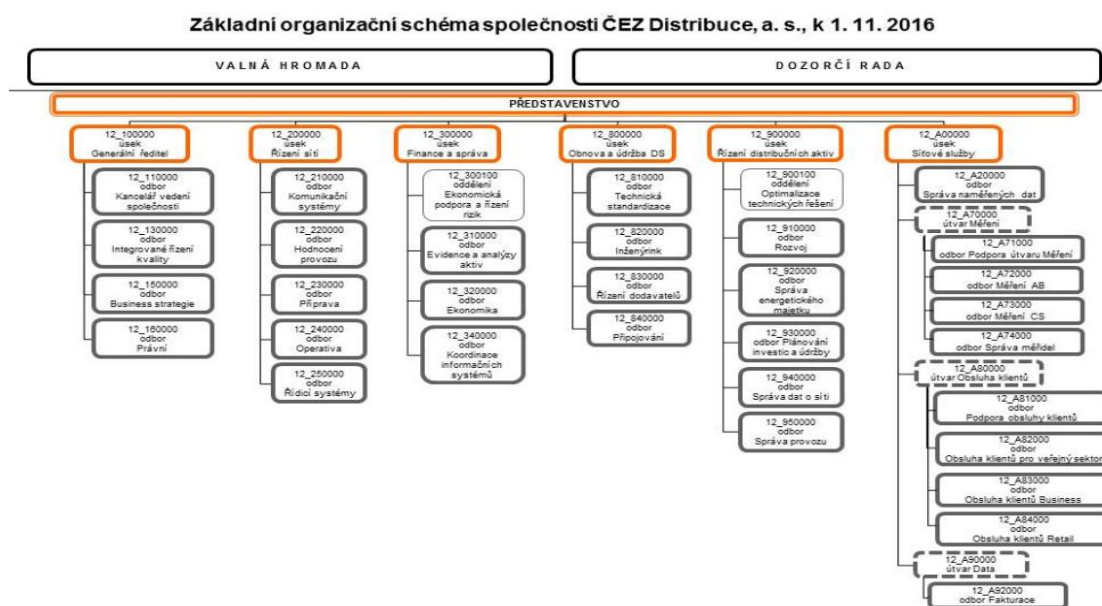 Základní organizační schéma společnosti ČEZ Distribuce, a. s., k 1. 11. 2016
VALNÁ HROMADA
DOZORČÍ RADA
PŘEDSTAVENSTVO
12_100000
úsek
Generální ředitel
12_110000
odbor
Kancelář vedení
společnosti
12_130000
odbor
Integrované řízení
kvality
12_150000
odbor
Business strategie
12_160000
odbor
Právní
12_200000
úsek
Řízení sítí
12_210000
odbor
Komunikační
systémy
12_220000
odbor
Hodnocení
provozu
12_230000
odbor
Příprava
12_240000
odbor
Operativa
12_250000
odbor
Řídicí systémy
12_300000
úsek
Finance a správa
12_300100
oddělení
Ekonomická
podpora a řízení
rizik
12_310000
odbor
Evidence a analýzy
aktiv
12_320000
odbor
Ekonomika
12_340000
odbor
Koordinace
informačních
systémů
12_800000
úsek
Obnova a údržba DS
12_810000
odbor
Technická
standardizace
12_820000
odbor
Inženýrink
12_830000
odbor
Řízení dodavatelů
12_840000
odbor
Připojování
12_900000
úsek
Řízení distribučních aktiv
12_900100
oddělení
Optimalizace
technických řešení
12_910000
odbor
Rozvoj
12_920000
odbor
Správa
energetického
majetku
12_930000
odbor Plánování
investic a údržby
12_940000
odbor
Správa dat o síti
12_950000
odbor
Správa provozu
12_A00000
úsek
Síťové služby
12_A20000
odbor
Správa naměřených dat
12_A70000
útvar Měření
12_A71000
odbor Podpora útvaru Měření
12_A72000
odbor Měření AB
12_A73000
odbor Měření CS
12_A74000
odbor Správa měřidel
12_A80000
útvar Obsluha klientů
12_A81000
odbor
Podpora obsluhy klientů
12_A82000
odbor
Obsluha klientů pro veřejný sektor
12_A83000
odbor
Obsluha klientů Business
12_A84000
odbor
Obsluha klientů Retail
12_A90000
útvar Data
12_A92000
odbor Fakturace